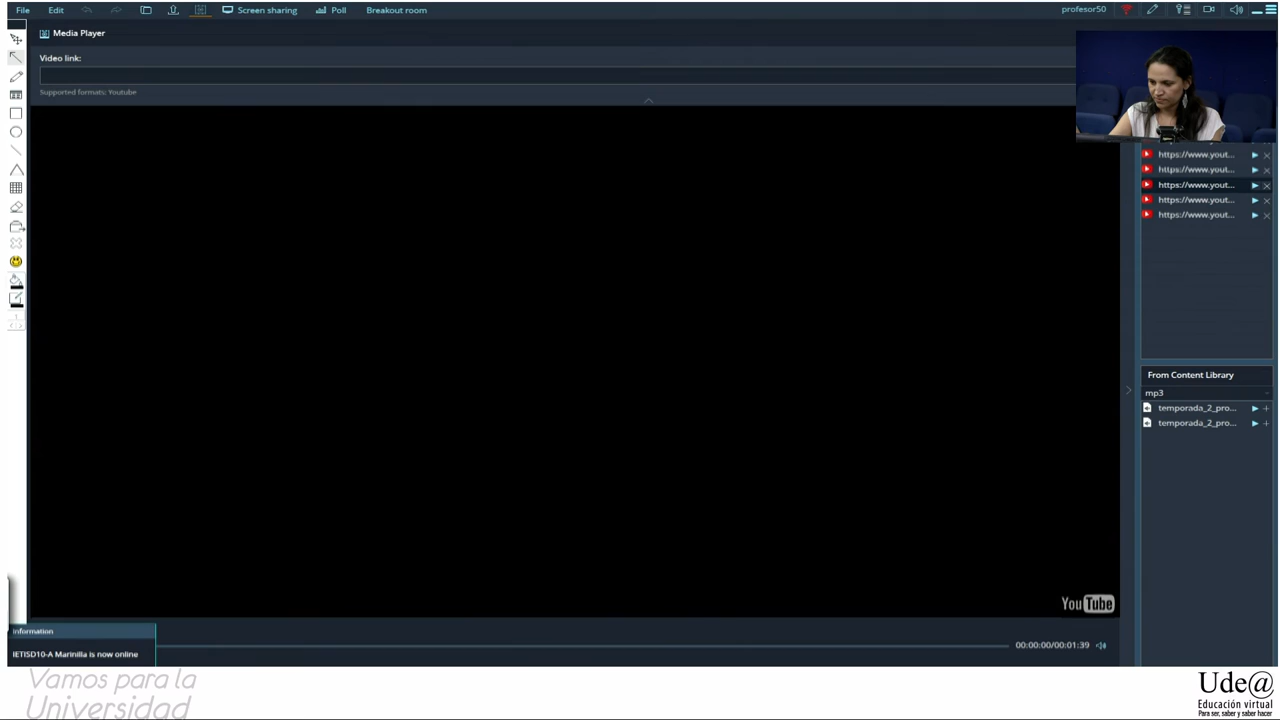 File Edit Screen sharing Poll Breakout room profesor50
Media Player
Video link:
Supported formats: Youtube
https://www.yout...
https://www.yout...
https://www.yout...
https://www.yout...
https://www.yout...
From Content Library
mp3
temporada_2_pro...
temporada_2_pro...
YouTube
Information
IETISD10-A Marinilla is now online
00:00:00/00:01:39
Vamos para la
Universidad
Ude@
Educación virtual
Para ser, saber y saber hacer